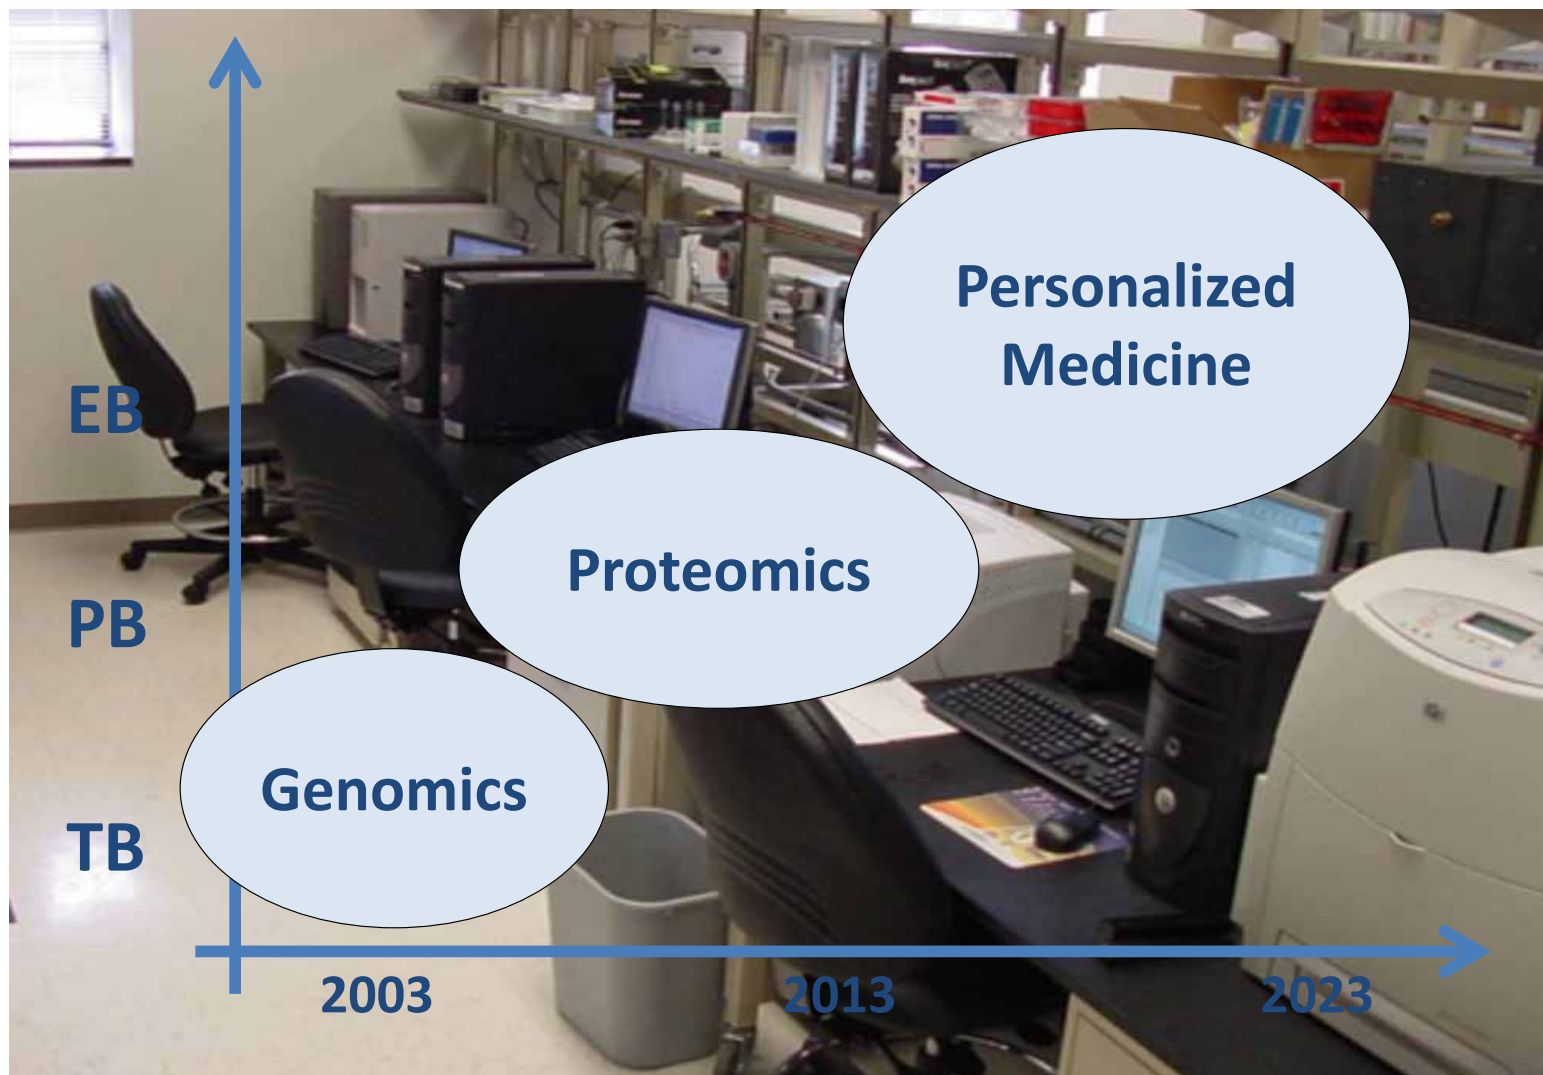 Personalized
Medicine
EB
Proteomics
PB
Genomics
TB
2003
2013
2023